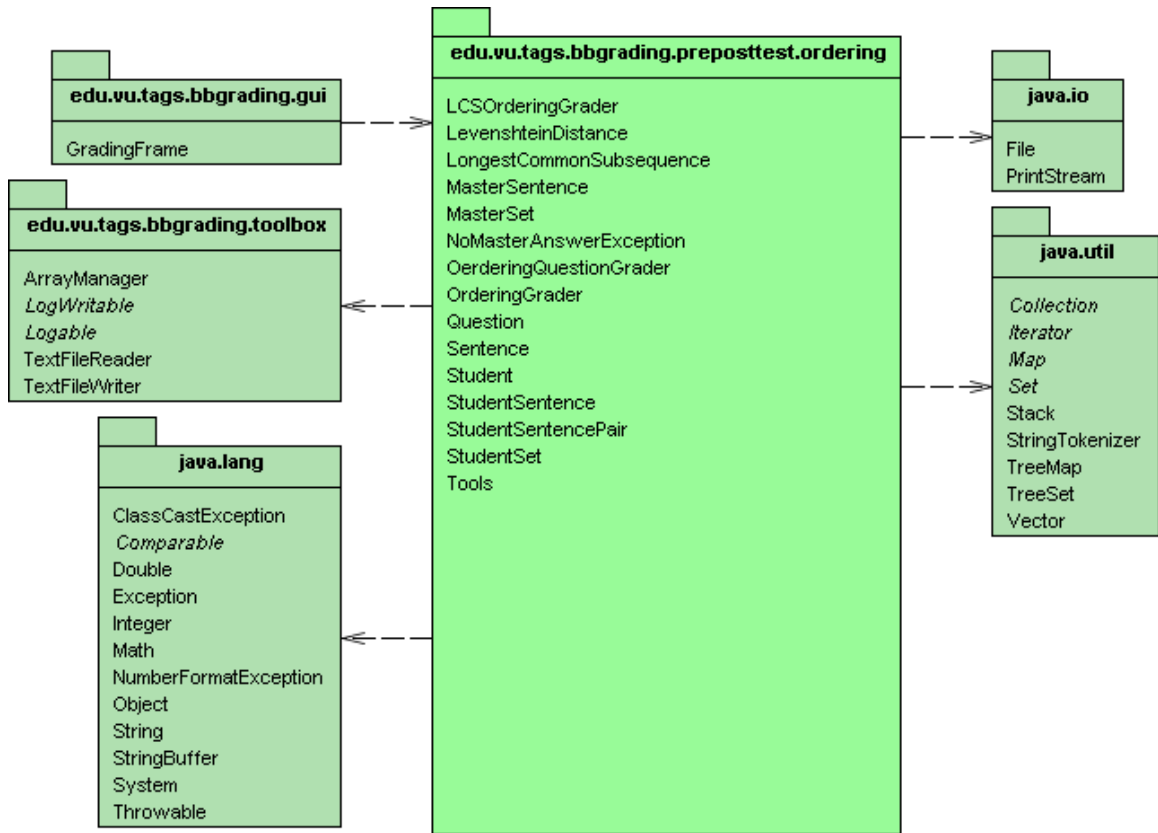 edu.vu.tags.bbgrading.gui
GradingFrame
edu.vu.tags.bbgrading.toolbox
ArrayManager
LogWritable
Logable
TextFileReader
TextFileWriter
java.lang
ClassCastException
Comparable
Double
Exception
Integer
Math
NumberFormatException
Object
String
StringBuffer
System
Throwable
edu.vu.tags.bbgrading.preposttest.ordering
LCSOrderingGrader
LevenshteinDistance
LongestCommonSubsequence
MasterSentence
MasterSet
NoMasterAnswerException
OerderingQuestionGrader
OrderingGrader
Question
Sentence
Student
StudentSentence
StudentSentencePair
StudentSet
Tools
java.io
File
PrintStream
java.util
Collection
Iterator
Map
Set
Stack
StringTokenizer
TreeMap
TreeSet
Vector